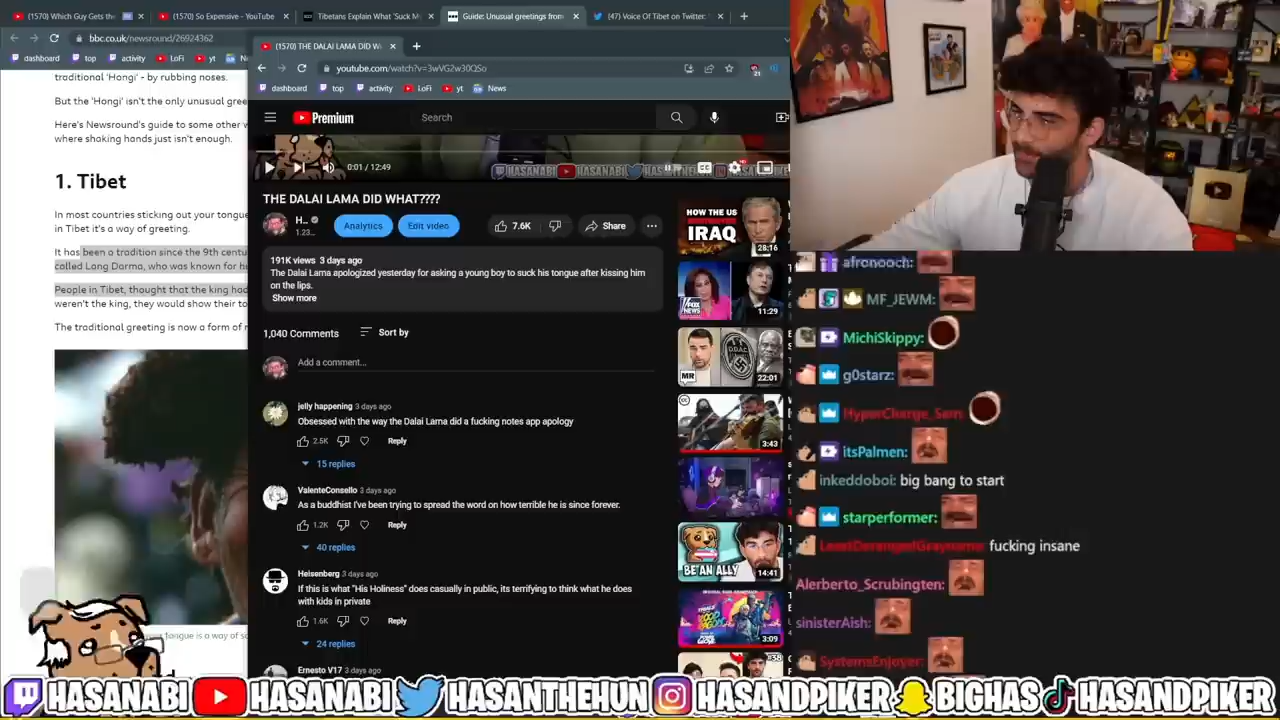 (1570) Which Guy Gets the
(1570) So Expensive - YouTube
Tibetans Explain What 'Suck M
Guide: Unusual greetings from
(47) Voice Of Tibet on Twitter:
bbc.co.uk/newsround/26924362
dashboard
top
activity
LoFi
yt
traditional 'Hongi' - by rubbing noses.
But the 'Hongi' isn't the only unusual gree
Here's Newsround's guide to some other w
where shaking hands just isn't enough.
1. Tibet
In most countries sticking out your tongue
in Tibet it's a way of greeting.
It has been a tradition since the 9th centu
called Lang Darma, who was known for h
People in Tibet, thought that the king had
weren't the king, they would show their to
The traditional greeting is now a form of r
(1570) THE DALAI LAMA DID W
youtube.com/watch?v=3wVG2w30QSo
21
dashboard
top
activity
LoFi
yt
News
Premium
Search
0:01 / 12:49
HASANABI
HASANABI
THE DALAI LAMA DID WHAT????
H...
1.23...
Analytics
Edit video
7.6K
Share
191K views 3 days ago
The Dalai Lama apologized yesterday for asking a young boy to suck his tongue after kissing him
on the lips.
Show more
1,040 Comments
Sort by
Add a comment...
jelly happening 3 days ago
Obsessed with the way the Dalai Lama did a fucking notes app apology
2.5K
Reply
15 replies
ValenteConsello 3 days ago
As a buddhist I've been trying to spread the word on how terrible he is since forever.
1.2K
Reply
40 replies
Heisenberg 3 days ago
If this is what "His Holiness" does casually in public, its terrifying to think what he does
with kids in private
1.6K
Reply
24 replies
Ernesto V17 3 days ago
HOW THE US
IRAQ
28:16
FOX
NEWS
11:29
MR
22:01
3:43
BE AN ALLY
14:41
3:09
afronooch:
MF_JEWM:
MichiSkippy:
g0starz:
HyperCharge_Sam:
itsPalmen:
inkeddoboi: big bang to start
starperformer:
LeastDerangedGrayname: fucking insane
Alerberto_Scrubington:
sinisterAish:
SystemsEnjoyer:
HASANABI
HASANABI
HASANTHEHUN
HASANDPIKER
BIGHAS
HASANDPIKER